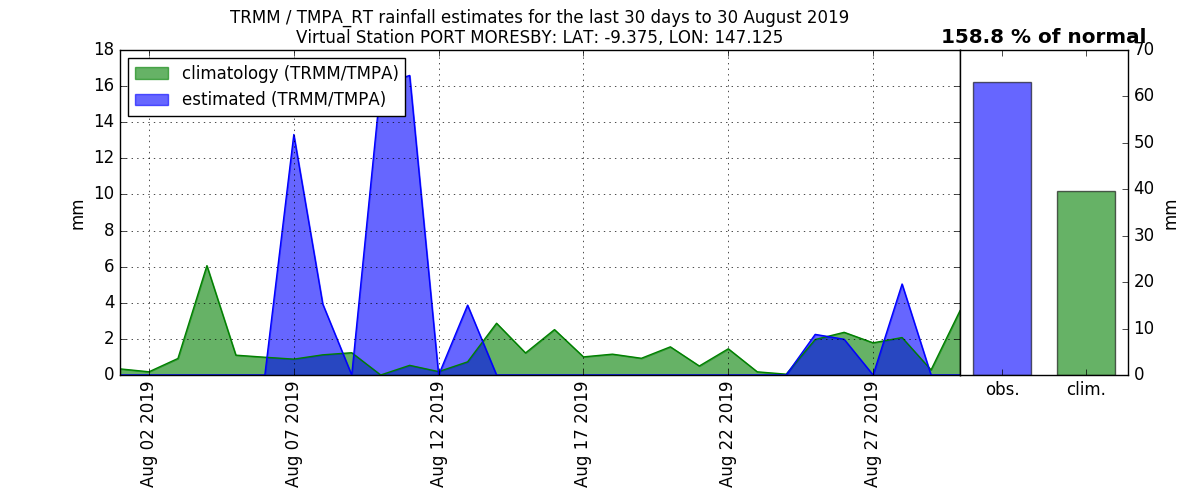 TRMM / TMPA_RT rainfall estimates for the last 30 days to 30 August 2019
Virtual Station PORT MORESBY: LAT: -9.375, LON: 147.125
158.8 % of normal
climatology (TRMM/TMPA)
estimated (TRMM/TMPA)
mm
18
16
14
12
10
8
6
4
2
0
Aug 02 2019
Aug 07 2019
Aug 12 2019
Aug 17 2019
Aug 22 2019
Aug 27 2019
70
60
50
40
30
20
10
0
mm
obs.
clim.